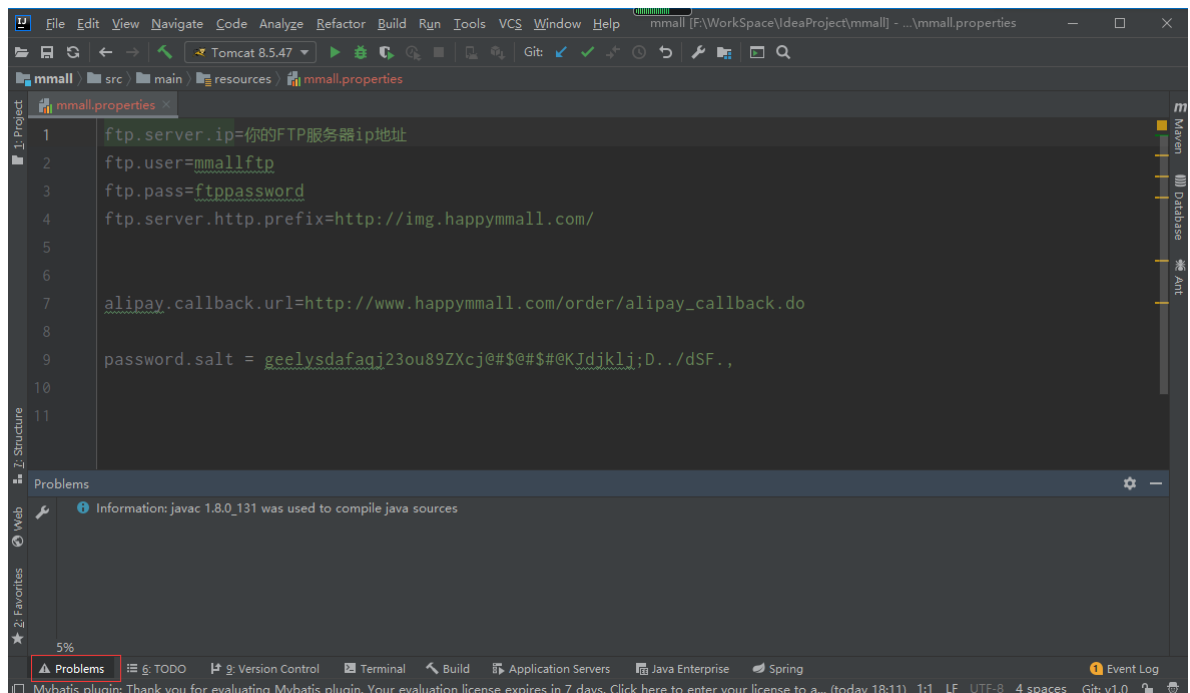 File Edit View Navigate Code Analyze Refactor Build Run Tools VCS Window Help mmall [F:\WorkSpace\IdeaProject\mmall] - ...\mmall.properties
Tomcat 8.5.47 Git:
mmall src main resources mmall.properties
mmall.properties
1: Project
m Maven
Database
Ant
1 ftp.server.ip=你的FTP服务器ip地址
2 ftp.user=mmallftp
3 ftp.pass=ftppassword
4 ftp.server.http.prefix=http://img.happymmall.com/
5
6
7 alipay.callback.url=http://www.happymmall.com/order/alipay_callback.do
8
9 password.salt = geelysdafaqj23ou89ZXcj@#$@#$#@KJdjklj;D../dSF.,
10
11
7: Structure
Web
2: Favorites
Problems
Information: javac 1.8.0_131 was used to compile java sources
5%
Problems 6: TODO 9: Version Control Terminal Build Application Servers Java Enterprise Spring 1 Event Log
Mybatis plugin: Thank you for evaluating Mybatis plugin. Your evaluation license expires in 7 days. Click here to enter your license to a... (today 18:11) 1:1 LF UTF-8 4 spaces Git: v1.0